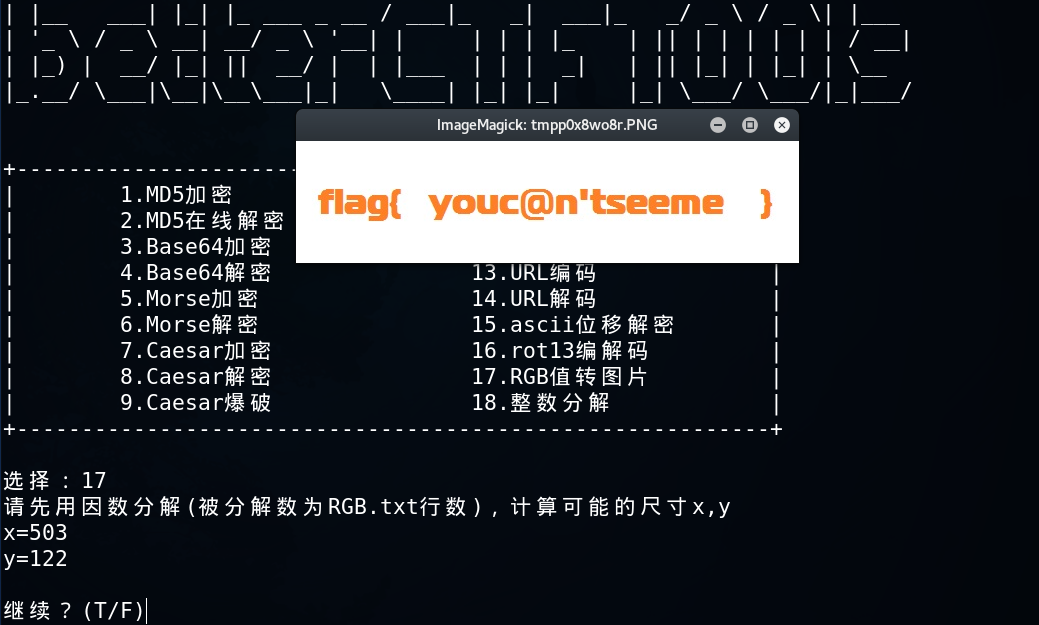 betterCTFTools
ImageMagick: tmpp0x8wo8r.PNG
flag{ youc@n'tseeme }
1.MD5加密
2.MD5在线解密
3.Base64加密
4.Base64解密 13.URL编码
5.Morse加密 14.URL解码
6.Morse解密 15.ascii位移解密
7.Caesar加密 16.rot13编解码
8.Caesar解密 17.RGB值转图片
9.Caesar爆破 18.整数分解
选择：17
请先用因数分解(被分解数为RGB.txt行数)，计算可能的尺寸x,y
x=503
y=122
继续？(T/F)